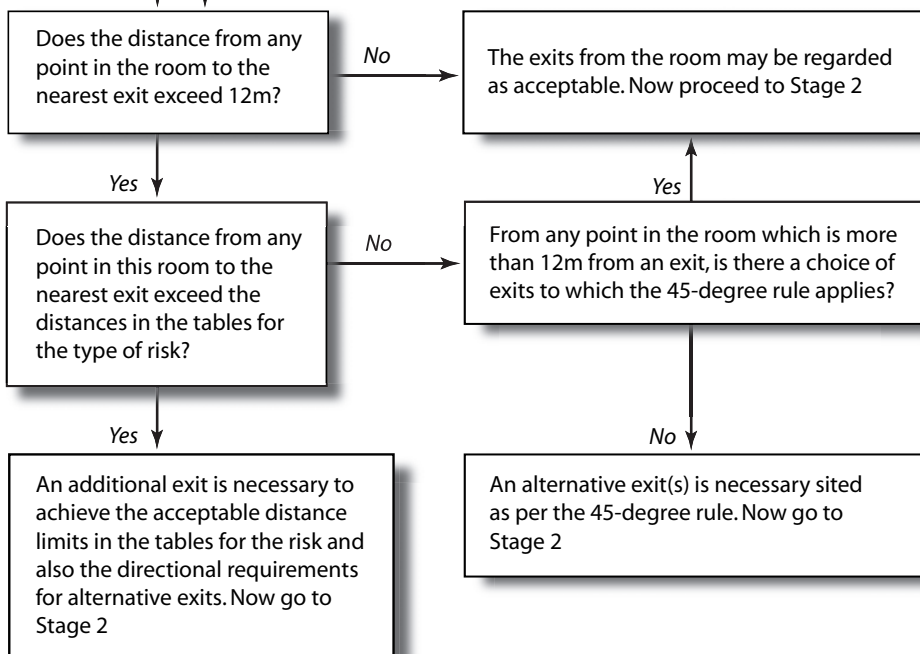 Does the distance from any
point in the room to the
nearest exit exceed 12m?
No
The exits from the room may be regarded
as acceptable. Now proceed to Stage 2
Yes
Yes
Does the distance from any
point in this room to the
nearest exit exceed the
distances in the tables for
the type of risk?
No
From any point in the room which is more
than 12m from an exit, is there a choice of
exits to which the 45-degree rule applies?
Yes
No
An additional exit is necessary to
achieve the acceptable distance
limits in the tables for the risk and
also the directional requirements
for alternative exits. Now go to
Stage 2
An alternative exit(s) is necessary sited
as per the 45-degree rule. Now go to
Stage 2